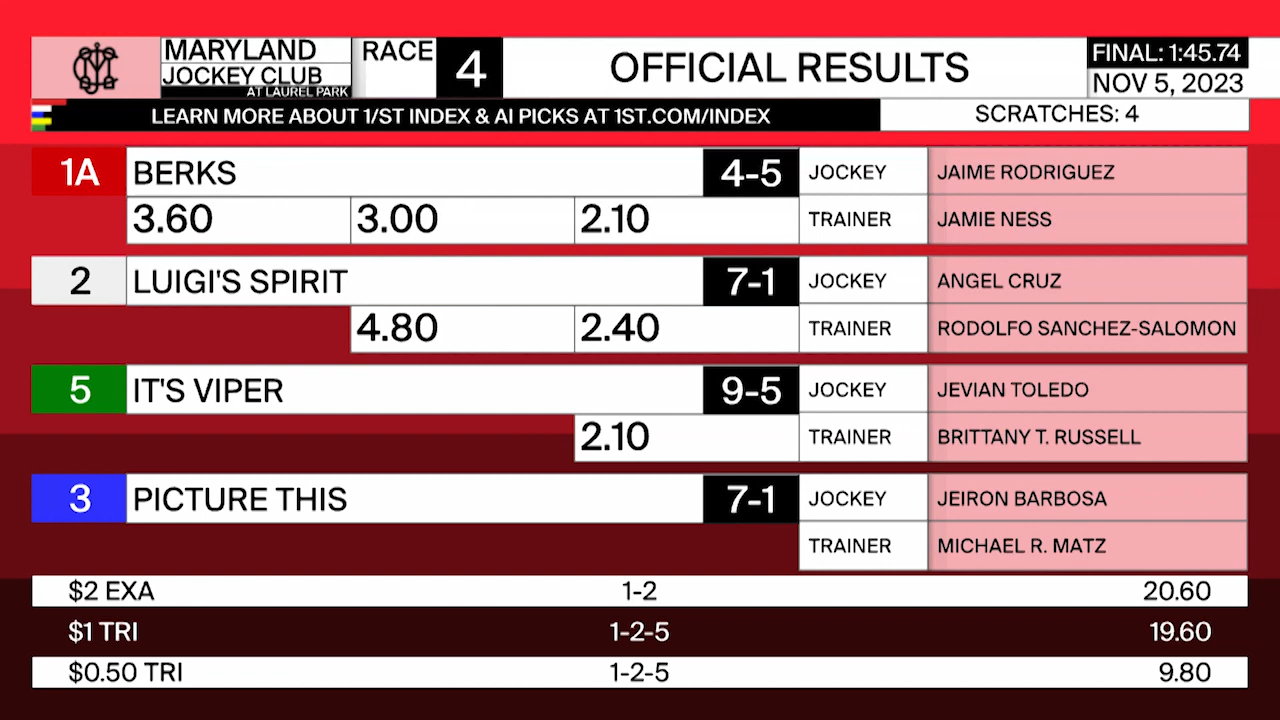 MARYLAND
JOCKEY CLUB
AT LAUREL PARK
RACE 4
OFFICIAL RESULTS
FINAL: 1:45.74
NOV 5, 2023
LEARN MORE ABOUT 1/ST INDEX & AI PICKS AT 1ST.COM/INDEX
SCRATCHES: 4
1A BERKS 4-5 JOCKEY JAIME RODRIGUEZ
3.60 3.00 2.10 TRAINER JAMIE NESS
2 LUIGI'S SPIRIT 7-1 JOCKEY ANGEL CRUZ
4.80 2.40 TRAINER RODOLFO SANCHEZ-SALOMON
5 IT'S VIPER 9-5 JOCKEY JEVIAN TOLEDO
2.10 TRAINER BRITTANY T. RUSSELL
3 PICTURE THIS 7-1 JOCKEY JEIRON BARBOSA
TRAINER MICHAEL R. MATZ
$2 EXA 1-2 20.60
$1 TRI 1-2-5 19.60
$0.50 TRI 1-2-5 9.80